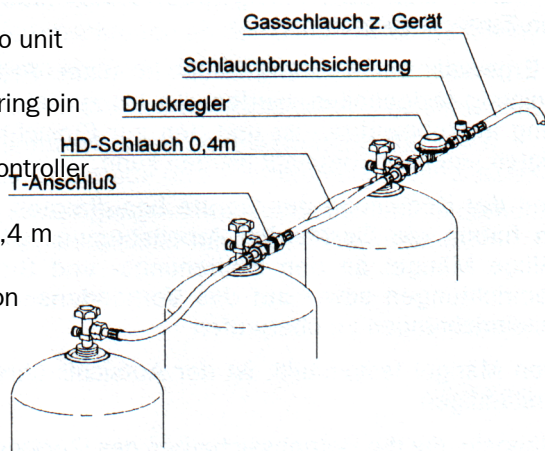 Gasschlauch z. Gerät
o unit
Schlauchbruchsicherung
ring pin
Druckregler
ontroller
HD-Schlauch 0,4m
T-Anschluß
,4 m
on